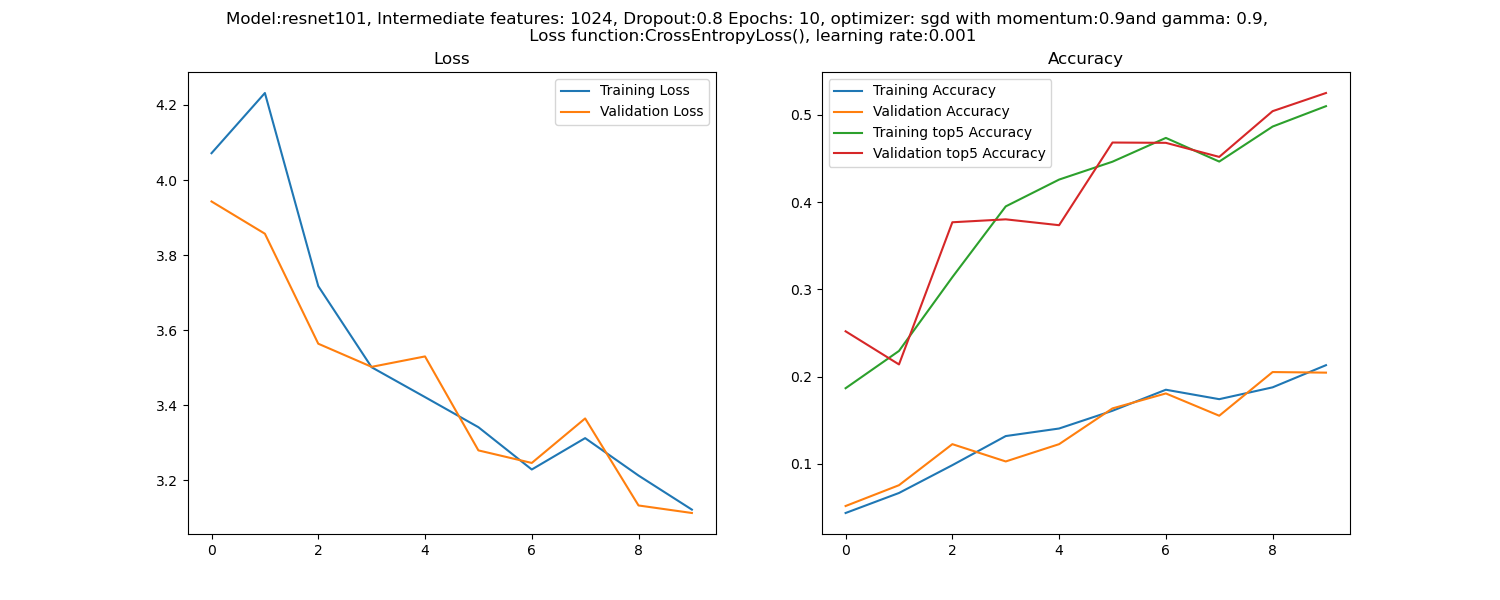 Model:resnet101, Intermediate features: 1024, Dropout:0.8 Epochs: 10, optimizer: sgd with momentum:0.9and gamma: 0.9,
Loss function:CrossEntropyLoss(), learning rate:0.001
Loss
Training Loss
Validation Loss
4.2
4.0
3.8
3.6
3.4
3.2
0 2 4 6 8
Accuracy
Training Accuracy
Validation Accuracy
Training top5 Accuracy
Validation top5 Accuracy
0.5
0.4
0.3
0.2
0.1
0 2 4 6 8